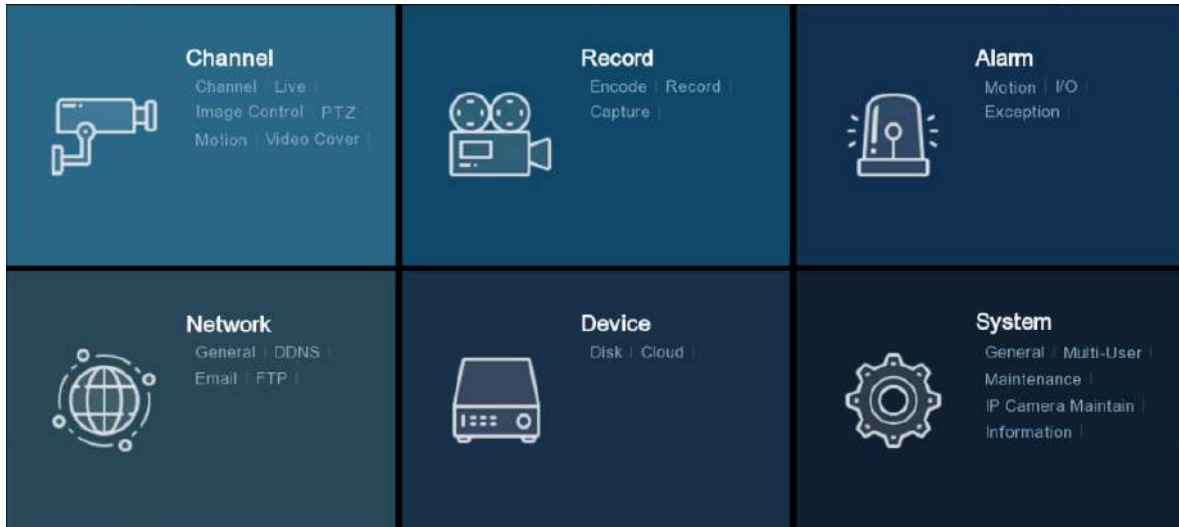 Channel
Channel | Live |
Image Control | PTZ |
Motion | Video Cover |
Record
Encode | Record |
Capture |
Alarm
Motion | I/O |
Exception |
Network
General | DDNS |
Email | FTP |
Device
Disk | Cloud |
System
General | Multi-User |
Maintenance |
IP Camera Maintain |
Information |